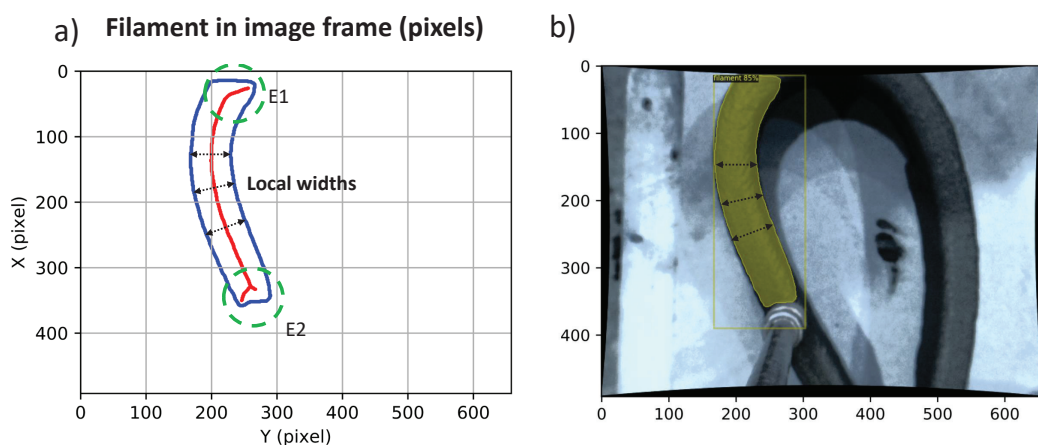 a) Filament in image frame (pixels)
b)
0
100
200
300
400
X (pixel)
E1
Local widths
E2
0 100 200 300 400 500 600
Y (pixel)
0
100
200
300
400
filament 85%
0 100 200 300 400 500 600